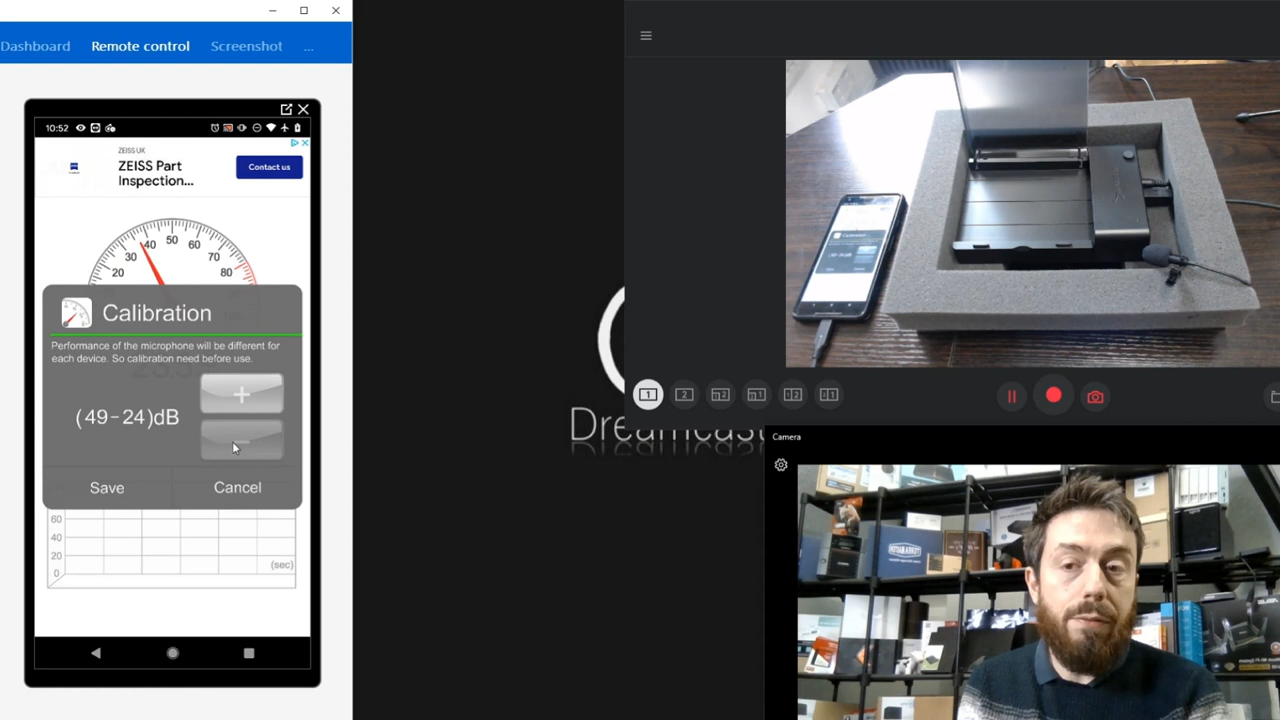 Dashboard Remote control Screenshot ...
10:52
ZEISS UK
ZEISS Part
Inspection...
Contact us
20 30 40 50 60 70 80
Calibration
Performance of the microphone will be different for
each device. So calibration need before use.
(49-24)dB
+
-
Save Cancel
60
40
20
0
(sec)
Dreamcast
1 2
Camera